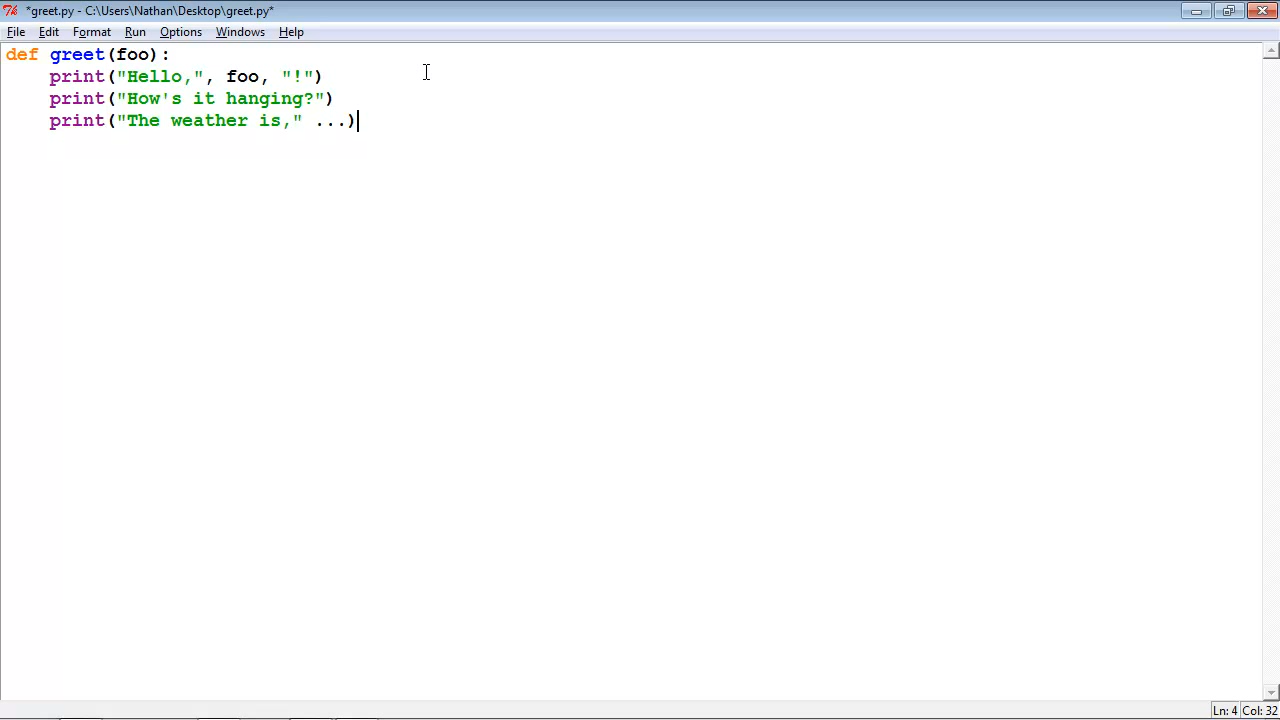 *greet.py - C:\Users\Nathan\Desktop\greet.py*
File Edit Format Run Options Windows Help
def greet(foo):
    print("Hello,", foo, "!")
    print("How's it hanging?")
    print("The weather is," ...)
Ln: 4 Col: 32